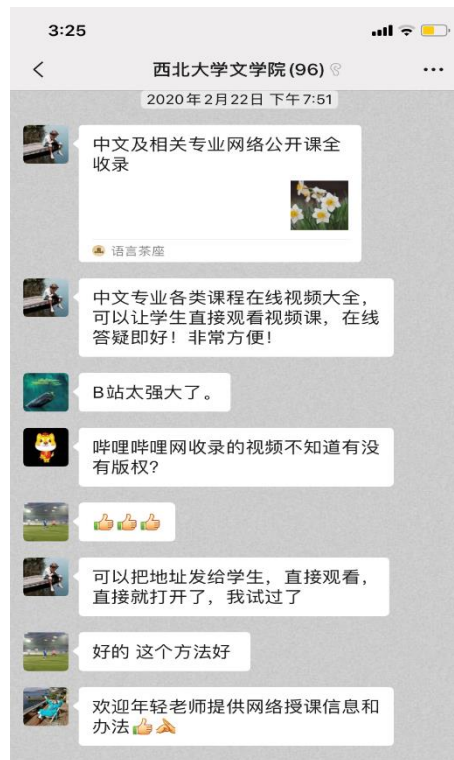 3:25
西北大学文学院(96)
2020年2月22日 下午7:51
中文及相关专业网络公开课全
收录
语言茶座
中文专业各类课程在线视频大全，
可以让学生直接观看视频课，在线
答疑即好！非常方便！
B站太强大了。
哔哩哔哩网收录的视频不知道有没
有版权？
可以把地址发给学生，直接观看，
直接就打开了，我试过了
好的 这个方法好
欢迎年轻老师提供网络授课信息和
办法